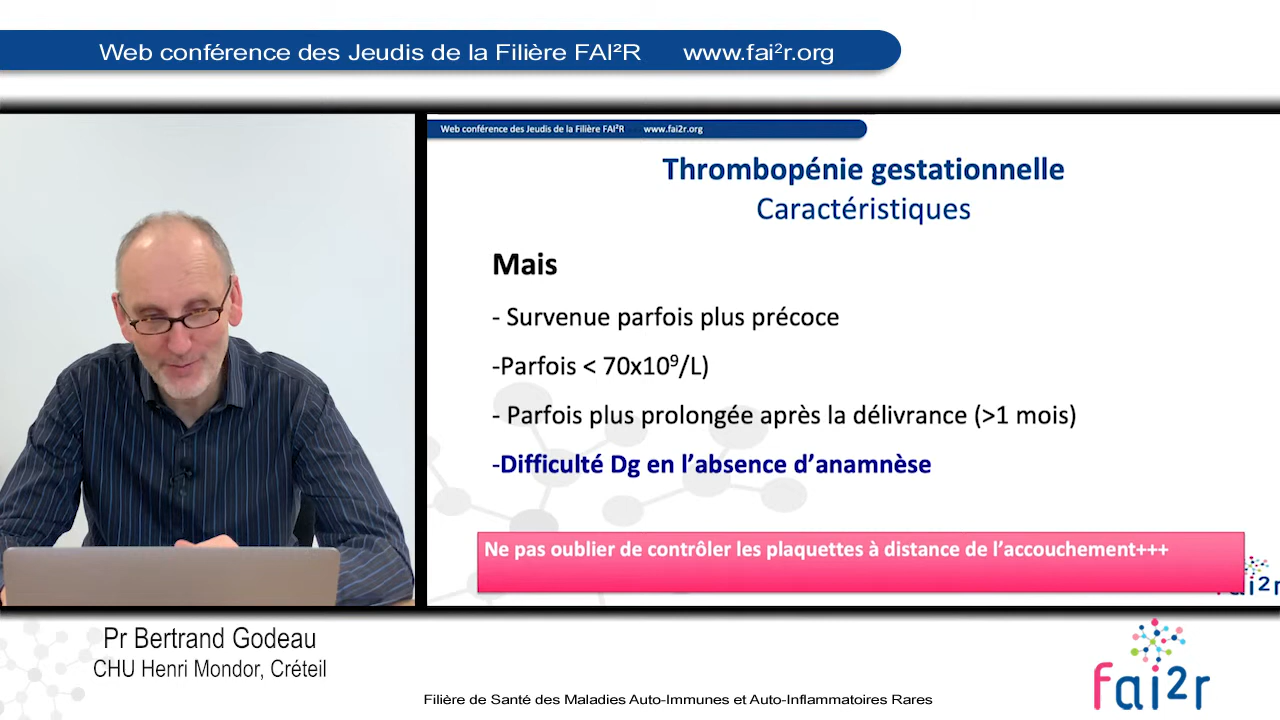 Web conférence des Jeudis de la Filière FAI²R www.fai²r.org
Web conférence des Jeudis de la Filière FAI²R www.fai2r.org
Thrombopénie gestationnelle
Caractéristiques
Mais
- Survenue parfois plus précoce
-Parfois < 70x10⁹/L)
- Parfois plus prolongée après la délivrance (>1 mois)
-Difficulté Dg en l’absence d’anamnèse
Ne pas oublier de contrôler les plaquettes à distance de l’accouchement+++
fai2r
Pr Bertrand Godeau
CHU Henri Mondor, Créteil
fai2r
Filière de Santé des Maladies Auto-Immunes et Auto-Inflammatoires Rares